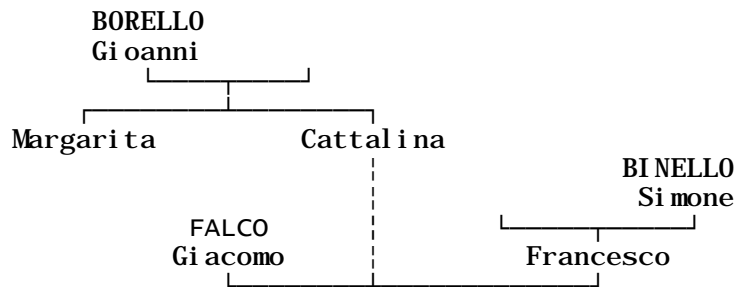 BORELLO
Gioanni
Margarita Cattalina
BINELLO
Simone
FALCO
Giacomo Francesco